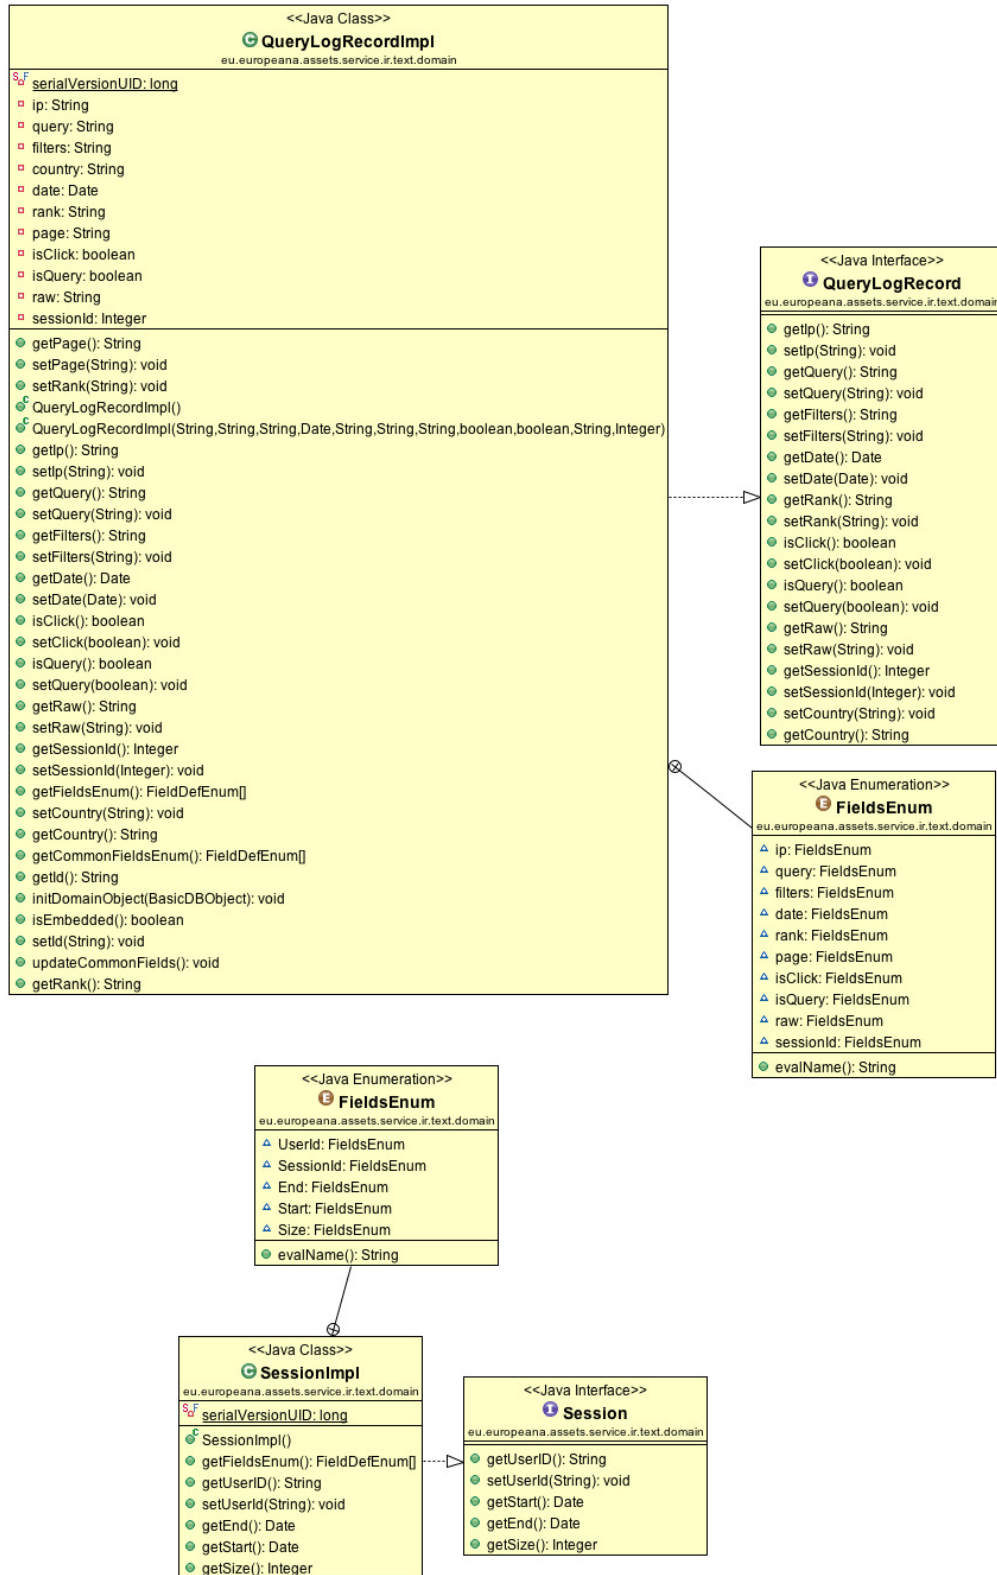 <<Java Class>>
QueryLogRecordImpl
eu.europeana.assets.service.ir.text.domain
serialVersionUID: long
ip: String
query: String
filters: String
country: String
date: Date
rank: String
page: String
isClick: boolean
isQuery: boolean
raw: String
sessionId: Integer
getPage(): String
setPage(String): void
setRank(String): void
QueryLogRecordImpl()
QueryLogRecordImpl(String,String,String,Date,String,String,String,boolean,boolean,String,Integer)
getIp(): String
setIp(String): void
getQuery(): String
setQuery(String): void
getFilters(): String
setFilters(String): void
getDate(): Date
setDate(Date): void
isClick(): boolean
setClick(boolean): void
isQuery(): boolean
setQuery(boolean): void
getRaw(): String
setRaw(String): void
getSessionId(): Integer
setSessionId(Integer): void
getFieldsEnum(): FieldDefEnum[]
setCountry(String): void
getCountry(): String
getCommonFieldsEnum(): FieldDefEnum[]
getId(): String
initDomainObject(BasicDBObject): void
isEmbedded(): boolean
setId(String): void
updateCommonFields(): void
getRank(): String
<<Java Interface>>
QueryLogRecord
eu.europeana.assets.service.ir.text.domain
getIp(): String
setIp(String): void
getQuery(): String
setQuery(String): void
getFilters(): String
setFilters(String): void
getDate(): Date
setDate(Date): void
getRank(): String
setRank(String): void
isClick(): boolean
setClick(boolean): void
isQuery(): boolean
setQuery(boolean): void
getRaw(): String
setRaw(String): void
getSessionId(): Integer
setSessionId(Integer): void
setCountry(String): void
getCountry(): String
<<Java Enumeration>>
FieldsEnum
eu.europeana.assets.service.ir.text.domain
ip: FieldsEnum
query: FieldsEnum
filters: FieldsEnum
date: FieldsEnum
rank: FieldsEnum
page: FieldsEnum
isClick: FieldsEnum
isQuery: FieldsEnum
raw: FieldsEnum
sessionId: FieldsEnum
evalName(): String
<<Java Enumeration>>
FieldsEnum
eu.europeana.assets.service.ir.text.domain
UserId: FieldsEnum
SessionId: FieldsEnum
End: FieldsEnum
Start: FieldsEnum
Size: FieldsEnum
evalName(): String
<<Java Class>>
SessionImpl
eu.europeana.assets.service.ir.text.domain
serialVersionUID: long
SessionImpl()
getFieldsEnum(): FieldDefEnum[]
getUserID(): String
setUserId(String): void
getEnd(): Date
getStart(): Date
getSize(): Integer
<<Java Interface>>
Session
eu.europeana.assets.service.ir.text.domain
getUserID(): String
setUserId(String): void
getStart(): Date
getEnd(): Date
getSize(): Integer